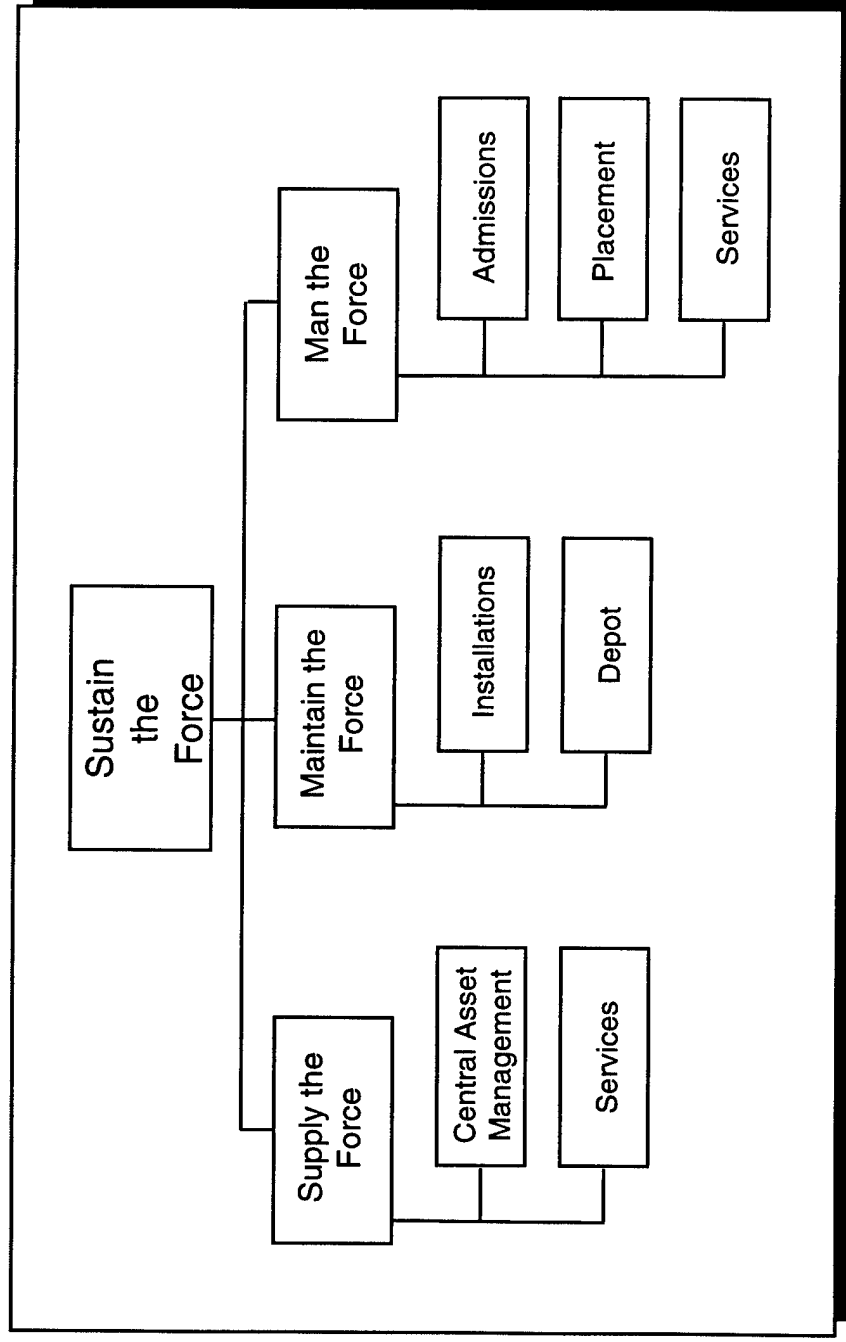 Sustain
the
Force
Supply the
Force
Central Asset
Management
Services
Maintain the
Force
Installations
Depot
Man the
Force
Admissions
Placement
Services